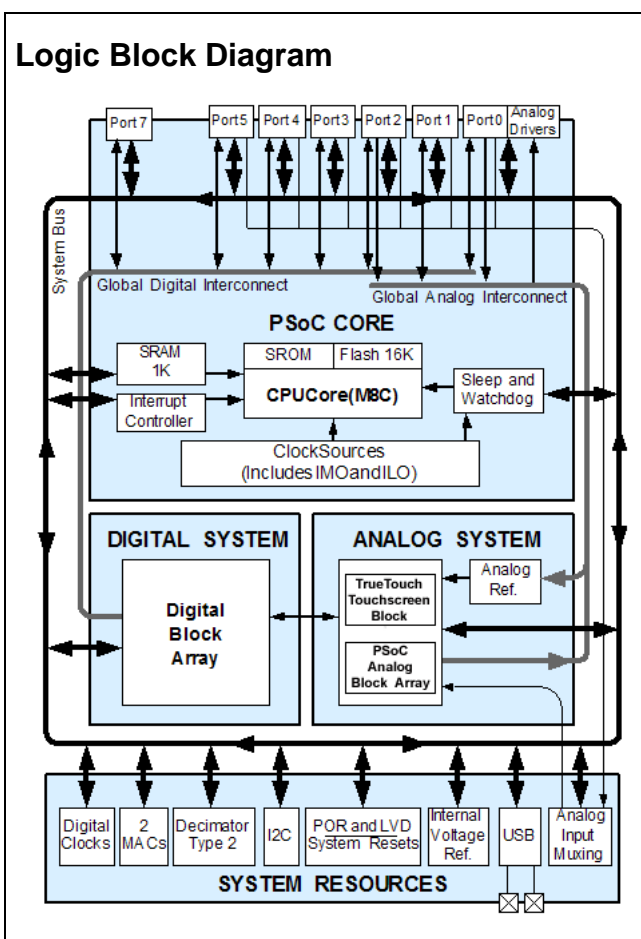 Logic Block Diagram
Port 7
Port5
Port 4
Port 3
Port 2
Port 1
Port0
Analog
Drivers
System Bus
Global Digital Interconnect
Global Analog Interconnect
PSoC CORE
SRAM
1K
SROM
Flash 16K
CPUCore(M8C)
Sleep and
Watchdog
Interrupt
Controller
ClockSources
(IncludesIMOandILO)
DIGITAL SYSTEM
ANALOG SYSTEM
Digital
Block
Array
TrueTouch
Touchscreen
Block
Analog
Ref.
PSoC
Analog
Block Array
Digital
Clocks
2
MACs
Decimator
Type 2
I2C
POR and LVD
System Resets
Internal
Voltage
Ref.
USB
Analog
Input
Muxing
SYSTEM RESOURCES